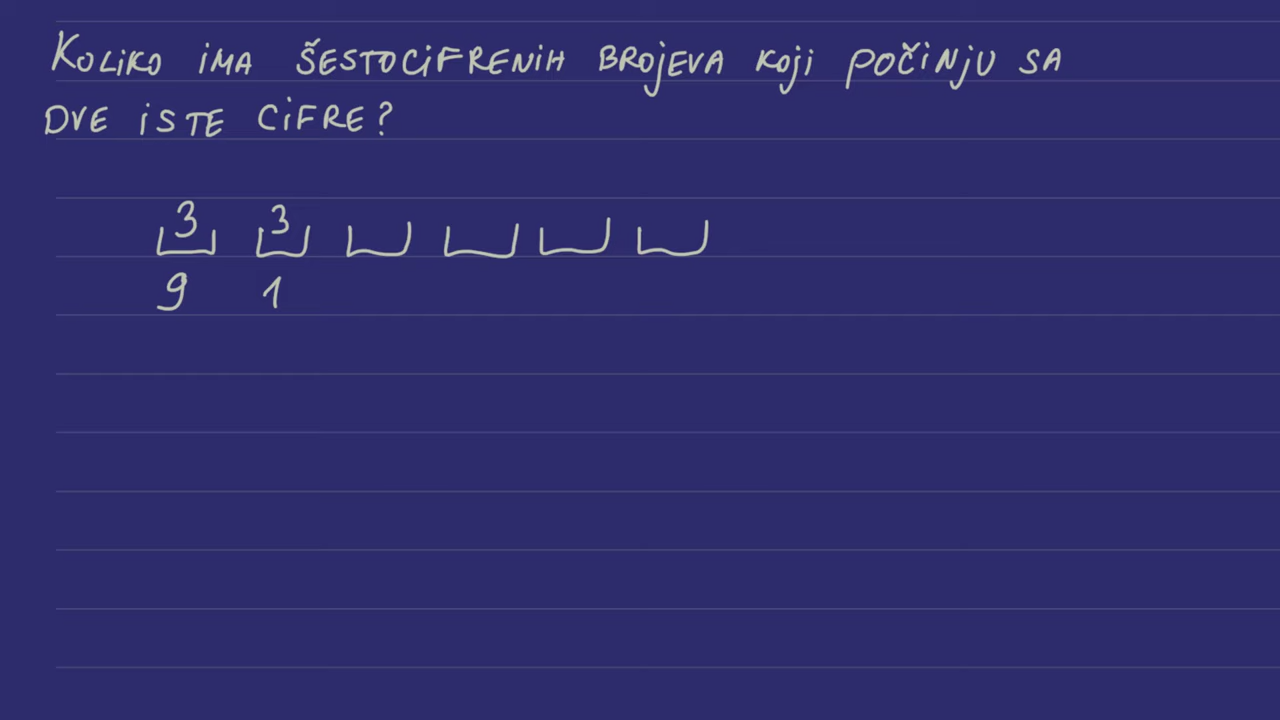 KOLIKO IMA ŠESTOCIFRENIH BROJEVA KOJI POČINJU SA
DVE ISTE CIFRE?
3 3
9 1